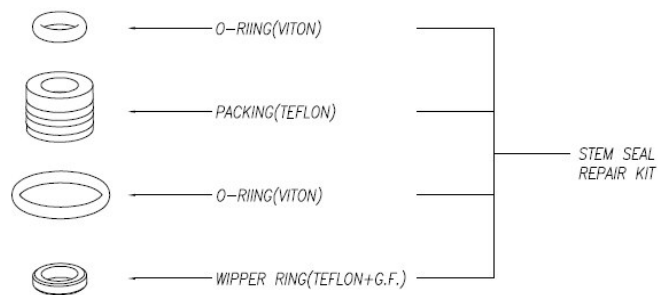 O-RIING(VITON)
PACKING(TEFLON)
O-RIING(VITON)
WIPPER RING(TEFLON+G.F.)
STEM SEAL
REPAIR KIT